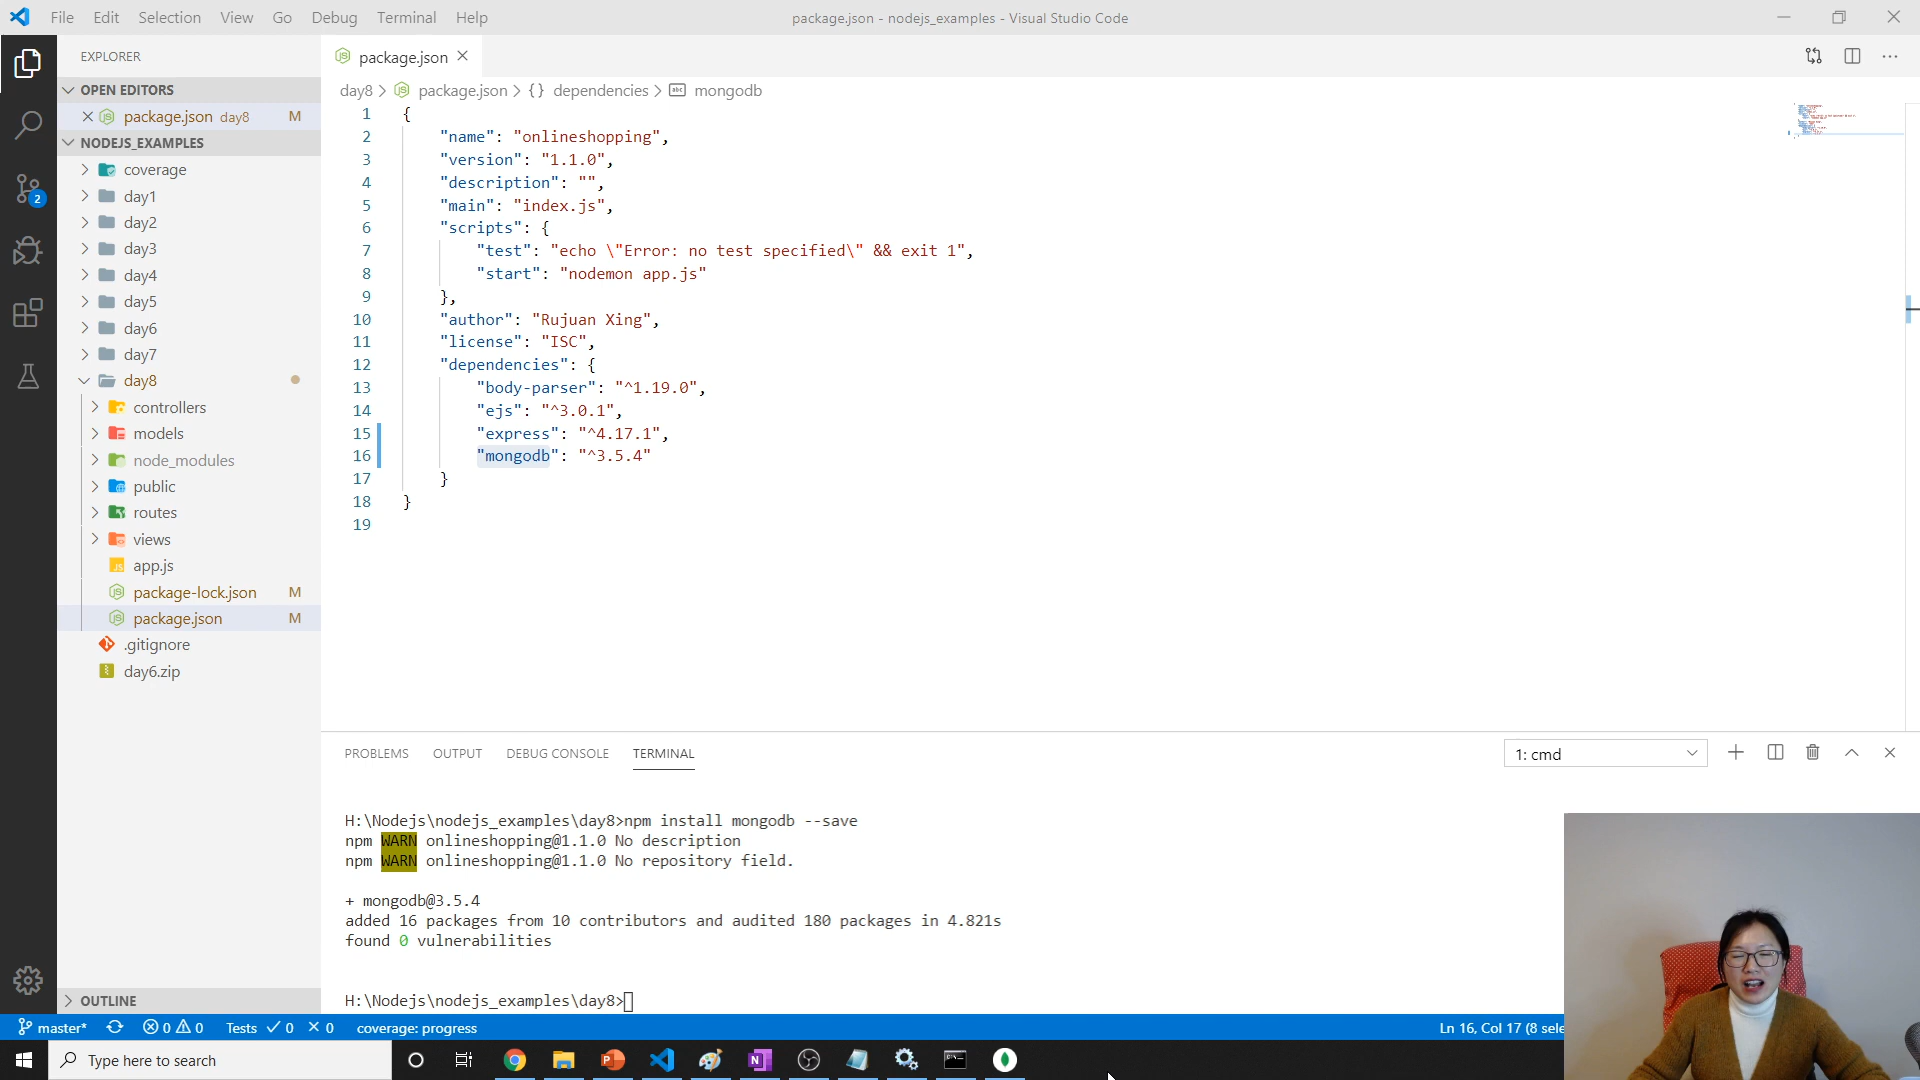 File Edit Selection View Go Debug Terminal Help
package.json - nodejs_examples - Visual Studio Code
EXPLORER
OPEN EDITORS
package.json day8 M
NODEJS_EXAMPLES
coverage
day1
day2
day3
day4
day5
day6
day7
day8
controllers
models
node_modules
public
routes
views
app.js
package-lock.json M
package.json M
.gitignore
day6.zip
OUTLINE
2
package.json
day8 > package.json > {} dependencies > abc mongodb
1 {
2 "name": "onlineshopping",
3 "version": "1.1.0",
4 "description": "",
5 "main": "index.js",
6 "scripts": {
7 "test": "echo \"Error: no test specified\" && exit 1",
8 "start": "nodemon app.js"
9 },
10 "author": "Rujuan Xing",
11 "license": "ISC",
12 "dependencies": {
13 "body-parser": "^1.19.0",
14 "ejs": "^3.0.1",
15 "express": "^4.17.1",
16 "mongodb": "^3.5.4"
17 }
18 }
19
PROBLEMS OUTPUT DEBUG CONSOLE TERMINAL
1: cmd
H:\Nodejs\nodejs_examples\day8>npm install mongodb --save
npm WARN onlineshopping@1.1.0 No description
npm WARN onlineshopping@1.1.0 No repository field.
+ mongodb@3.5.4
added 16 packages from 10 contributors and audited 180 packages in 4.821s
found 0 vulnerabilities
H:\Nodejs\nodejs_examples\day8>
master* 0 0 Tests 0 0 coverage: progress
Ln 16, Col 17 (8 sele
Type here to search